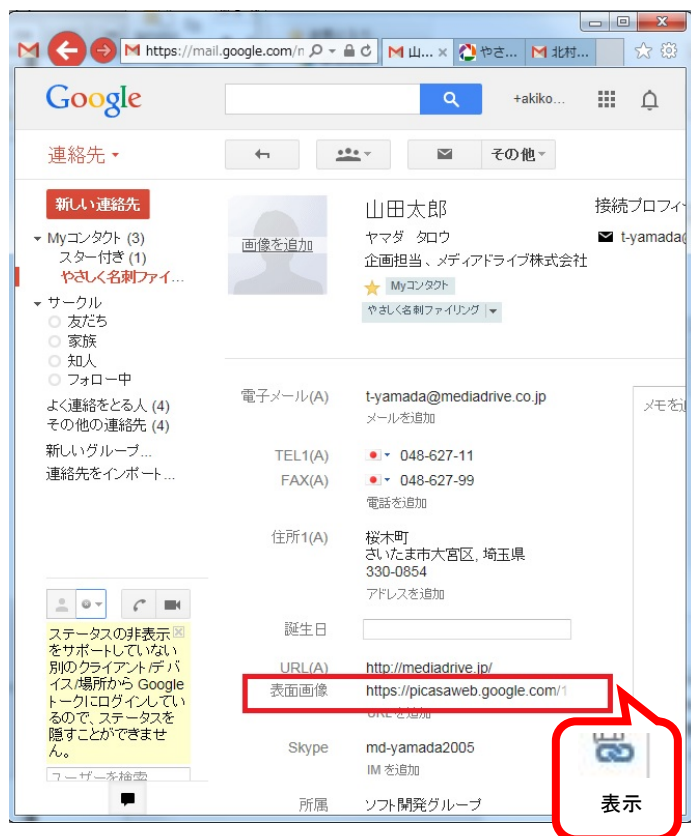 https://mail.google.com/n
山...
やさ...
北村...
Google
+akiko...
連絡先
その他
新しい連絡先
Myコンタクト (3)
スター付き (1)
やさしく名刺ファイ...
サークル
友だち
家族
知人
フォロー中
よく連絡をとる人 (4)
その他の連絡先 (4)
新しいグループ...
連絡先をインポート...
ステータスの非表示
をサポートしていない
別のクライアント/デバ
イス/場所から Google
トークにログインしてい
るので、ステータスを
隠すことができませ
ん。
ユーザーを検索
画像を追加
山田太郎
ヤマダ タロウ
企画担当、メディアドライブ株式会社
Myコンタクト
やさしく名刺ファイリング
接続プロフィ
t-yamada@
電子メール(A) t-yamada@mediadrive.co.jp
メールを追加
メモを追
TEL1(A) 048-627-11
FAX(A) 048-627-99
電話を追加
住所1(A) 桜木町
さいたま市大宮区, 埼玉県
330-0854
アドレスを追加
誕生日
URL(A) http://mediadrive.jp/
表面画像 https://picasaweb.google.com/1
URL を追加
Skype md-yamada2005
IM を追加
所属 ソフト開発グループ
表示